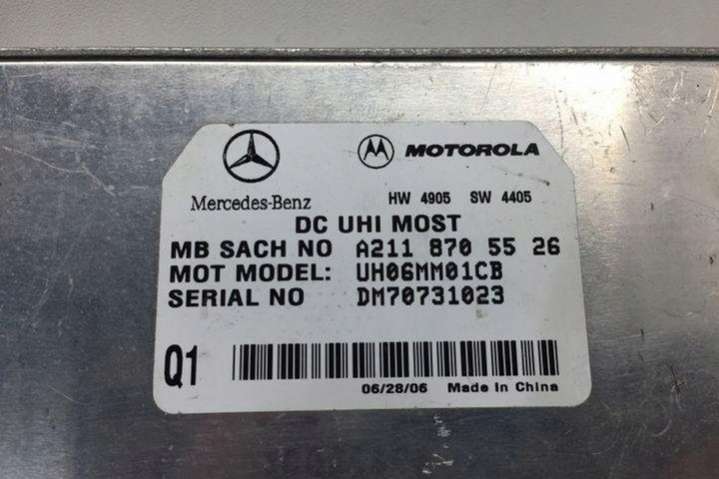 MOTOROLA
Mercedes-Benz HW 4905 SW 4405
DC UHI MOST
MB SACH NO A211 870 55 26
MOT MODEL: UH06MM01CB
SERIAL NO DM70731023
Q1
06/28/06 Made In China